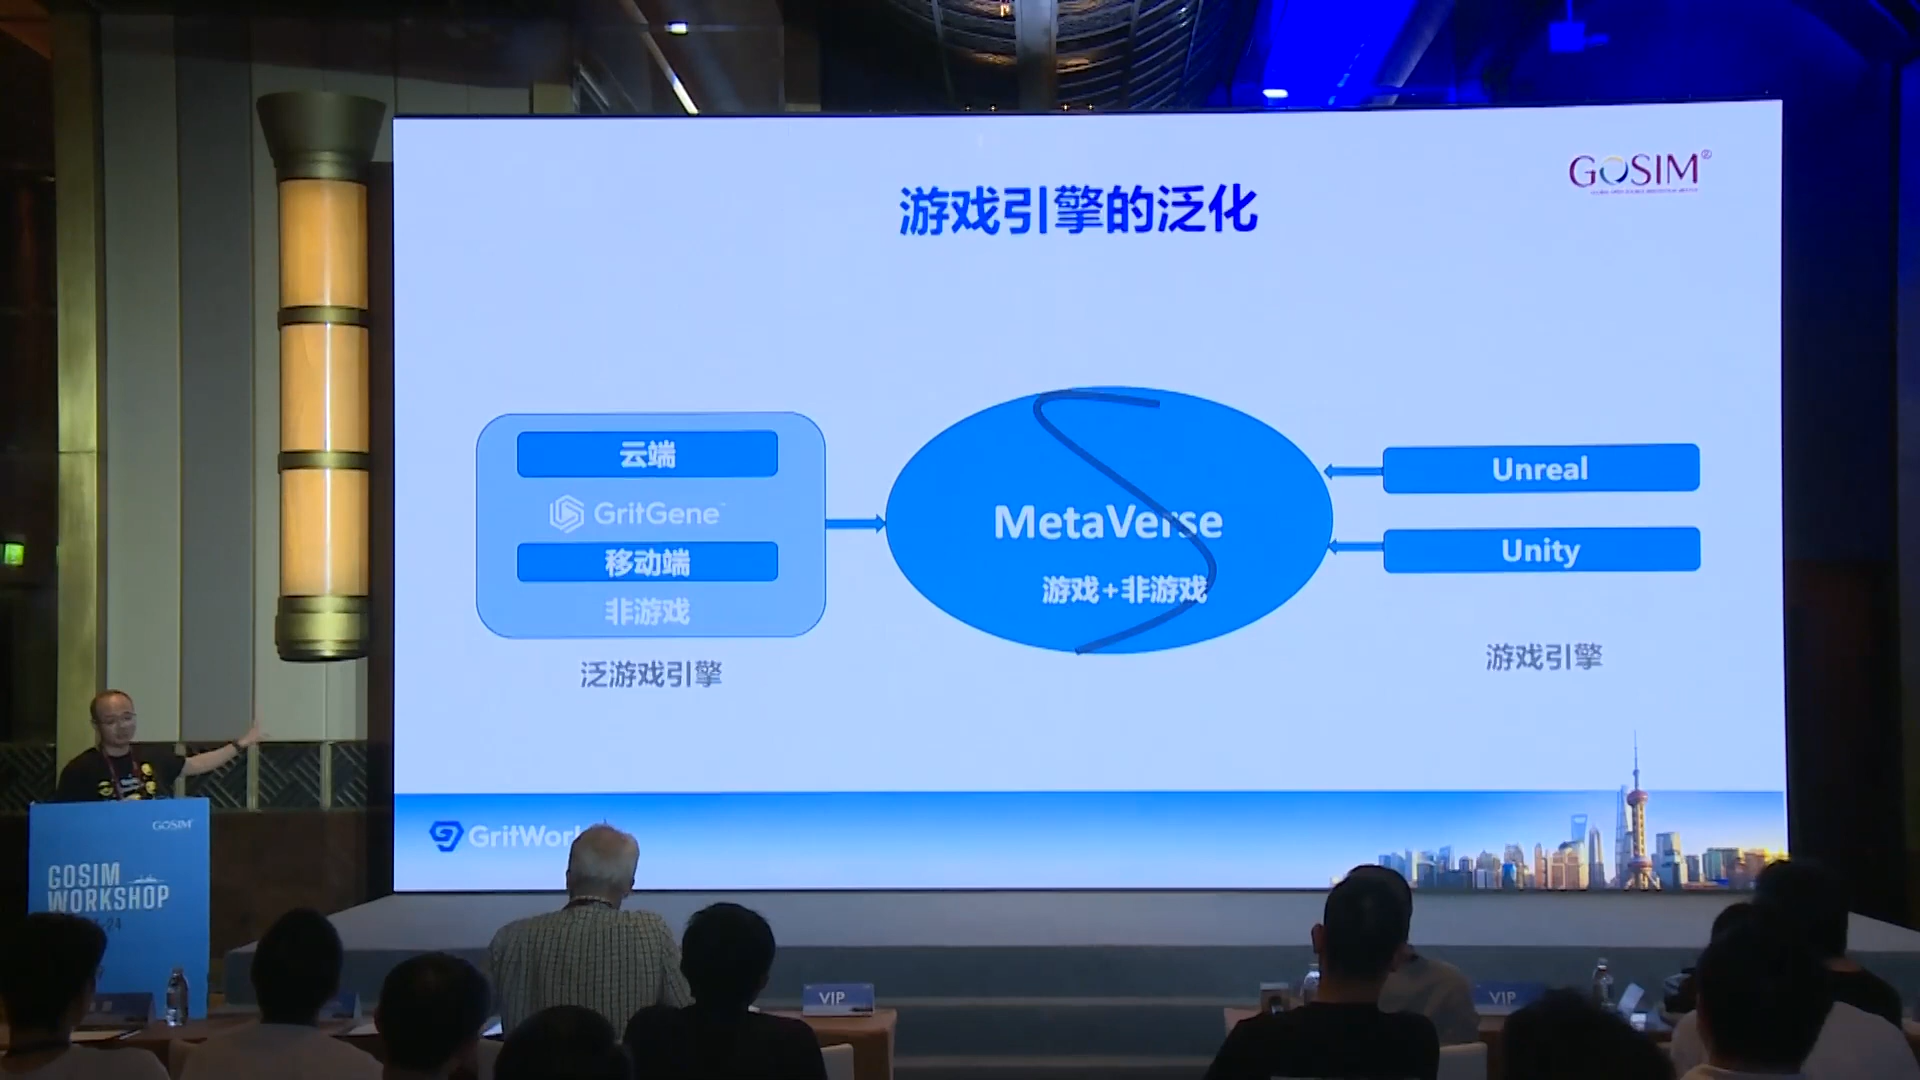 GOSIM
游戏引擎的泛化
云端
GritGene
移动端
非游戏
泛游戏引擎
MetaVerse
游戏+非游戏
Unreal
Unity
游戏引擎
GritWor
GOSIM
GOSIM
WORKSHOP
24
VIP
VIP